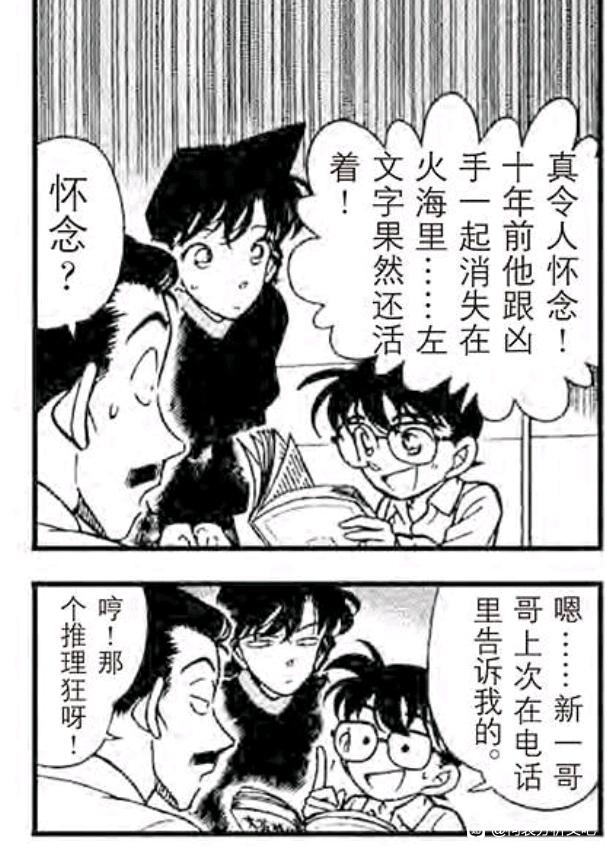 真令人怀念！
十年前他跟凶
手一起消失在
火海里……左
文字果然还活
着！
怀念？
嗯……新一哥
哥上次在电话
里告诉我的。
哼！那
个推理狂呀！